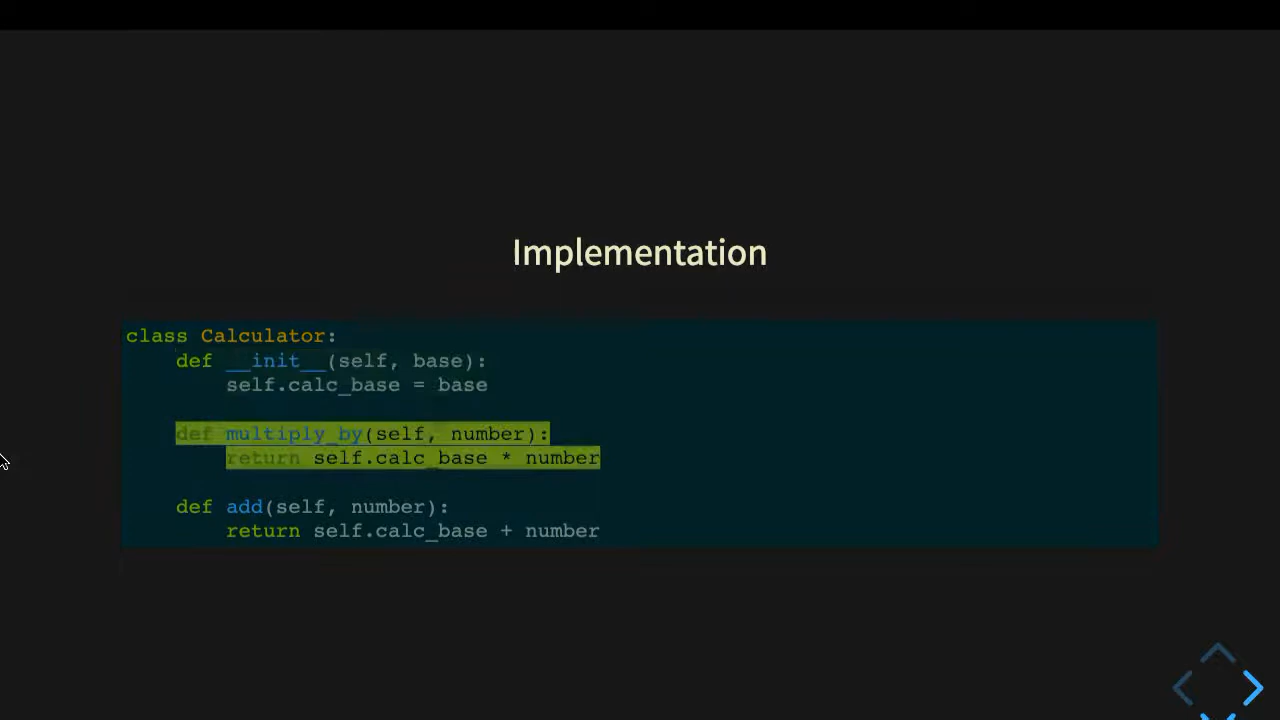 Implementation
class Calculator:
    def __init__(self, base):
        self.calc_base = base
    def multiply_by(self, number):
        return self.calc_base * number
    def add(self, number):
        return self.calc_base + number